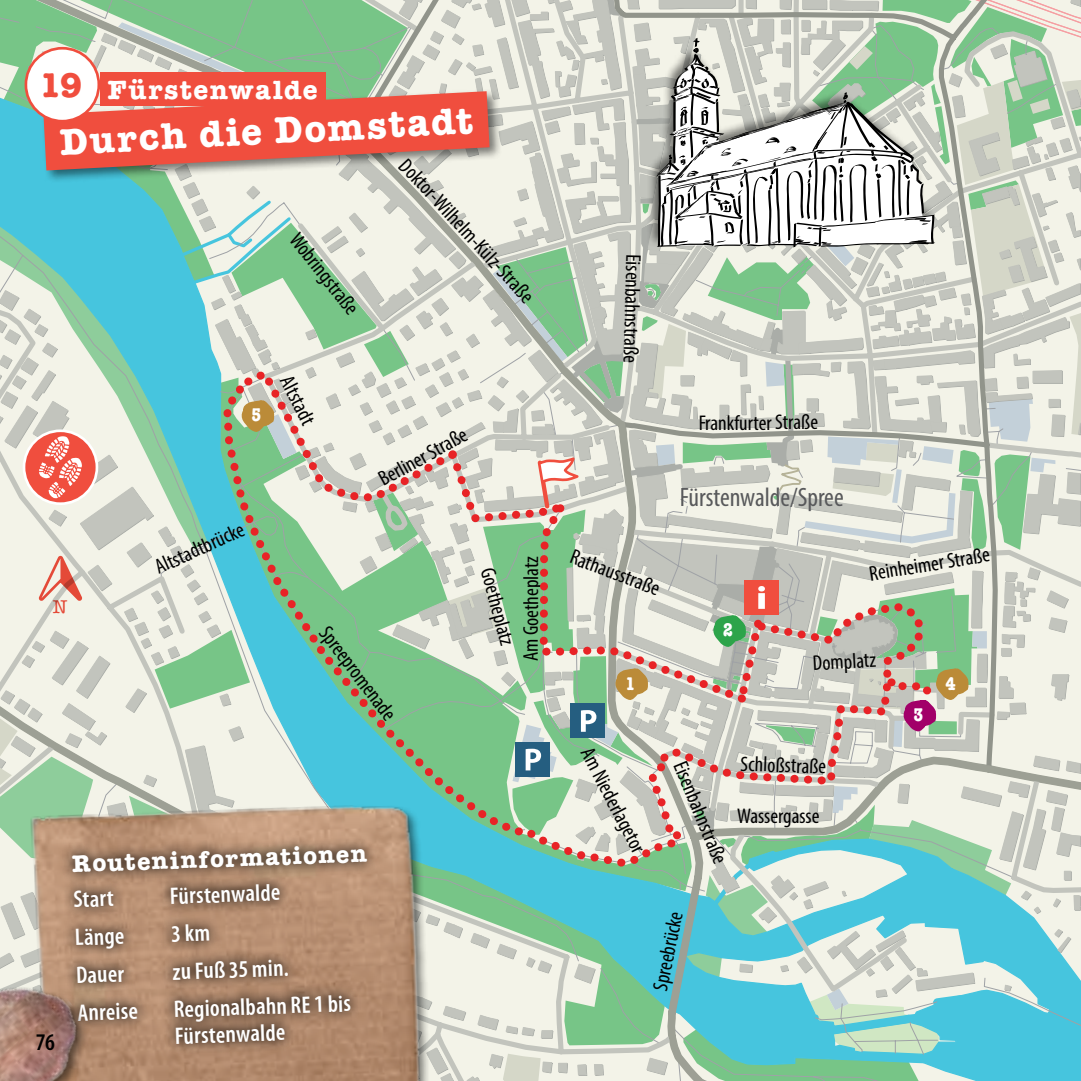 19
Fürstenwalde
Durch die Domstadt
Doktor-Wilhelm-Külz-Straße
Wobringstraße
Eisenbahnstraße
Altstadt
5
Berliner Straße
Frankfurter Straße
Fürstenwalde/Spree
Altstadtbrücke
N
Goetheplatz
Am Goetheplatz
Rathausstraße
Reinheimer Straße
i
2
Domplatz
1
4
3
Spreepromenade
P
P
Am Niederlagetor
Eisenbahnstraße
Schloßstraße
Wassergasse
Spreebrücke
Routeninformationen
Start Fürstenwalde
Länge 3 km
Dauer zu Fuß 35 min.
Anreise Regionalbahn RE 1 bis
Fürstenwalde
76